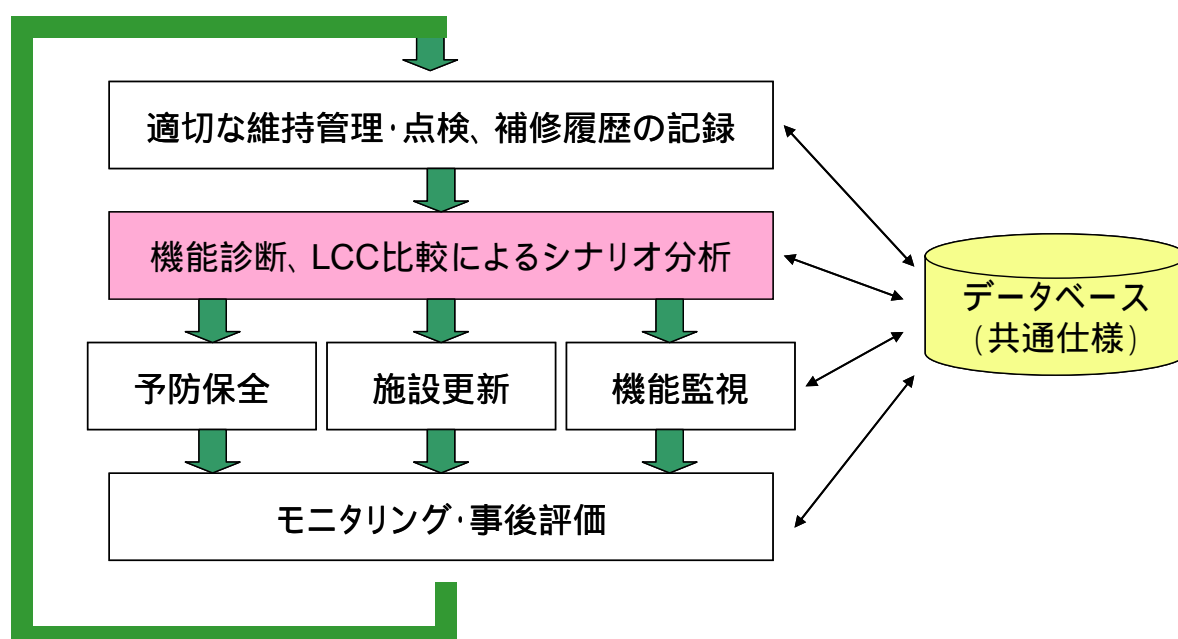 適切な維持管理・点検、補修履歴の記録
機能診断、LCC比較によるシナリオ分析
データベース
(共通仕様)
予防保全
施設更新
機能監視
モニタリング・事後評価